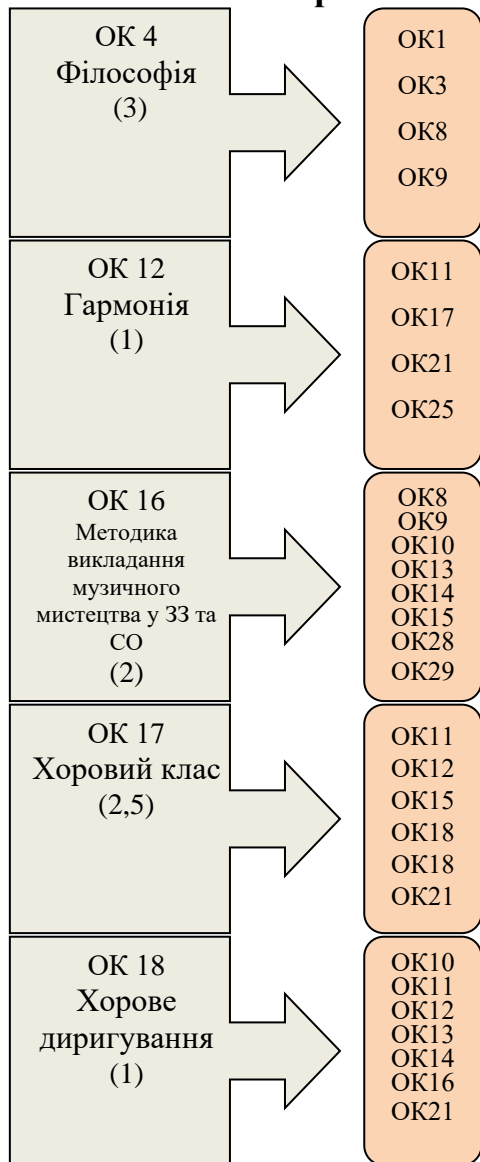 ОК 4
Філософія
(3)
ОК1
ОК3
ОК8
ОК9
ОК 12
Гармонія
(1)
ОК11
ОК17
ОК21
ОК25
ОК 16
Методика
викладання
музичного
мистецтва у ЗЗ та
СО
(2)
ОК8
ОК9
ОК10
ОК13
ОК14
ОК15
ОК28
ОК29
ОК 17
Хоровий клас
(2,5)
ОК11
ОК12
ОК15
ОК18
ОК18
ОК21
ОК 18
Хорове
диригування
(1)
ОК10
ОК11
ОК12
ОК13
ОК14
ОК16
ОК21